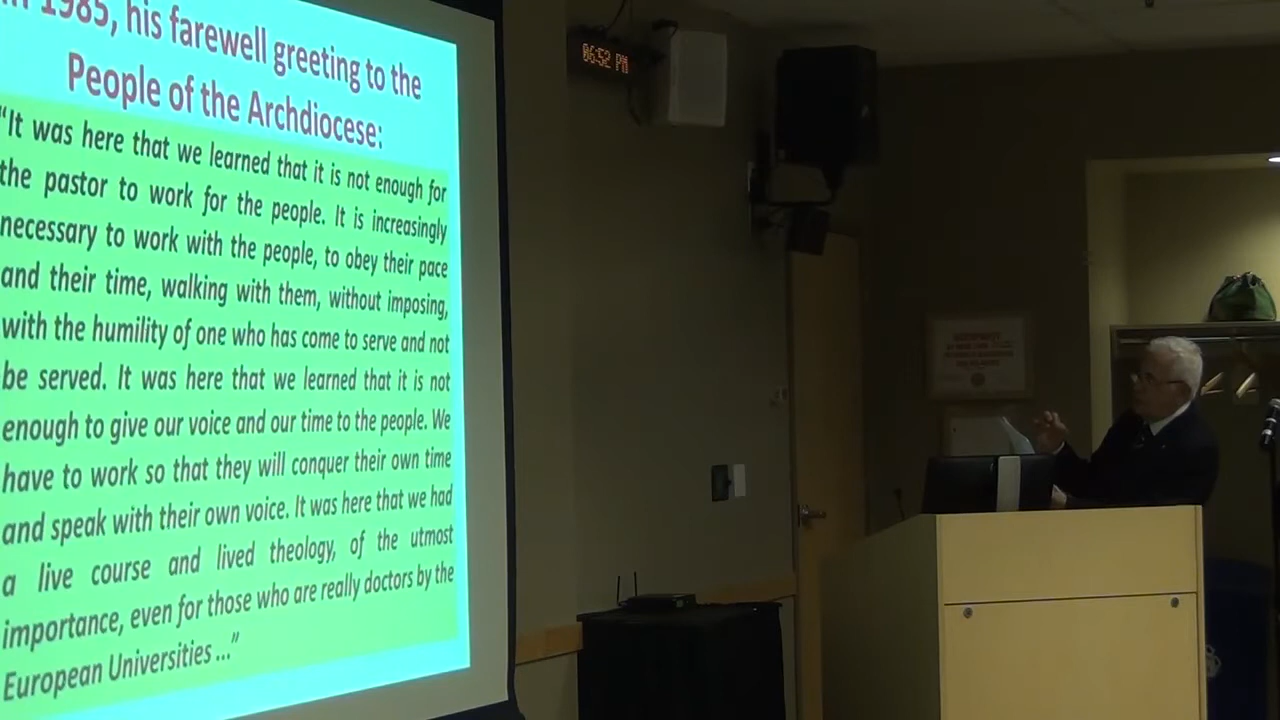 In 1985, his farewell greeting to the
People of the Archdiocese:
“It was here that we learned that it is not enough for
the pastor to work for the people. It is increasingly
necessary to work with the people, to obey their pace
and their time, walking with them, without imposing,
with the humility of one who has come to serve and not
be served. It was here that we learned that it is not
enough to give our voice and our time to the people. We
have to work so that they will conquer their own time
and speak with their own voice. It was here that we had
a live course and lived theology, of the utmost
importance, even for those who are really doctors by the
European Universities ...”
06:52 PM